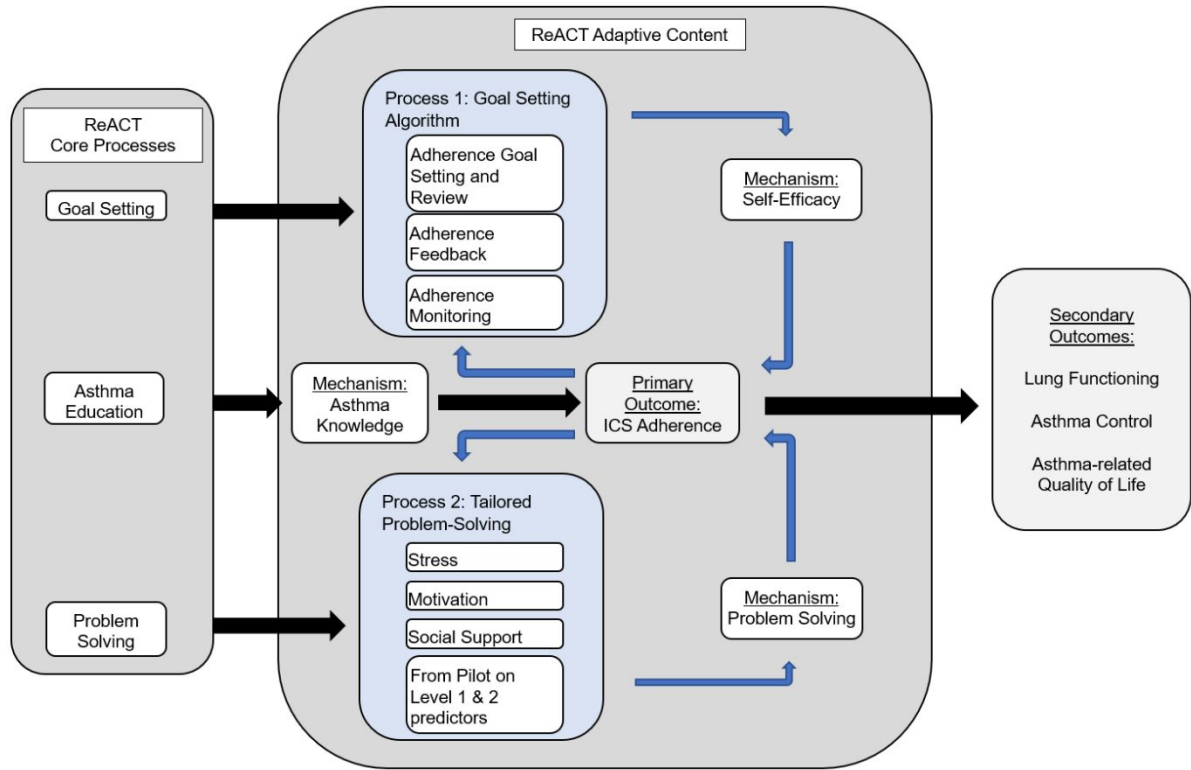 ReACT Adaptive Content
ReACT
Core Processes
Goal Setting
Asthma
Education
Problem
Solving
Process 1: Goal Setting
Algorithm
Adherence Goal
Setting and
Review
Adherence
Feedback
Adherence
Monitoring
Mechanism:
Self-Efficacy
Mechanism:
Asthma
Knowledge
Primary
Outcome:
ICS Adherence
Process 2: Tailored
Problem-Solving
Stress
Motivation
Social Support
From Pilot on
Level 1 & 2
predictors
Mechanism:
Problem Solving
Secondary
Outcomes:
Lung Functioning
Asthma Control
Asthma-related
Quality of Life